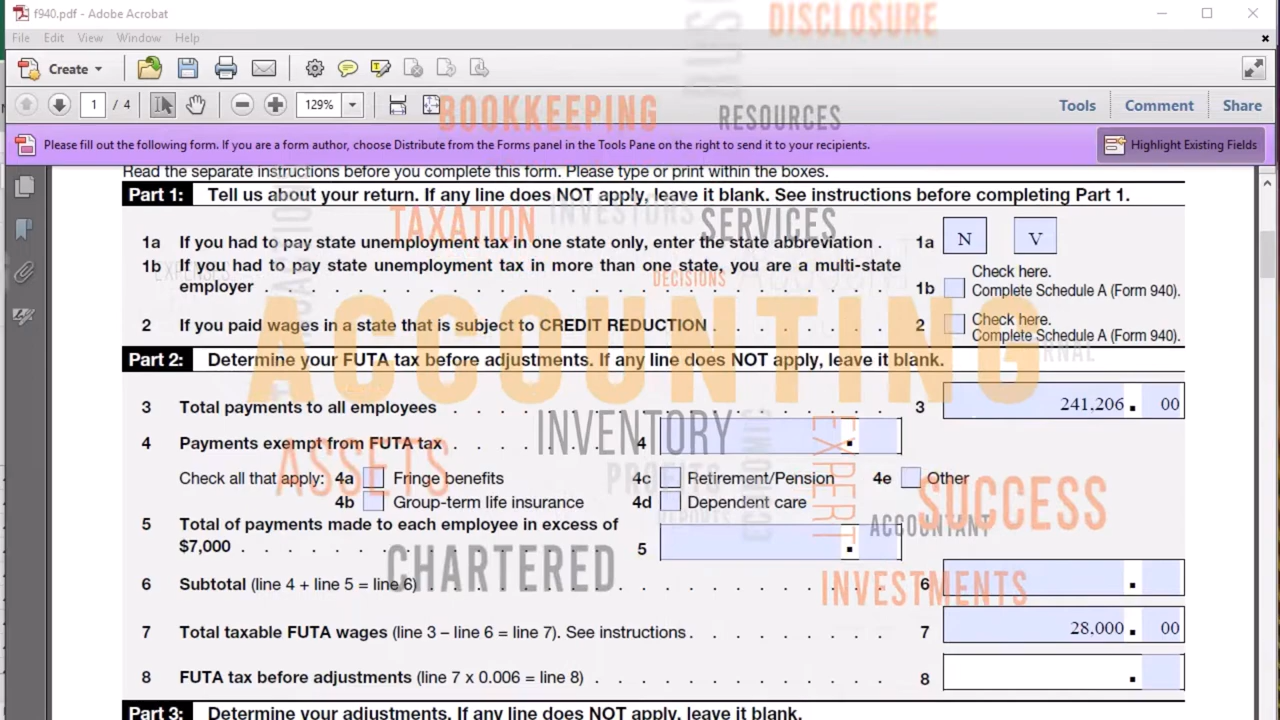 f940.pdf - Adobe Acrobat
File Edit View Window Help
Create
1 / 4 129% Tools Comment Share
Please fill out the following form. If you are a form author, choose Distribute from the Forms panel in the Tools Pane on the right to send it to your recipients. Highlight Existing Fields
Read the separate instructions before you complete this form. Please type or print within the boxes.
Part 1: Tell us about your return. If any line does NOT apply, leave it blank. See instructions before completing Part 1.
1a If you had to pay state unemployment tax in one state only, enter the state abbreviation . 1a N V
1b If you had to pay state unemployment tax in more than one state, you are a multi-state
employer . . . . . . . . . . . . . . . . . . 1b Check here.
Complete Schedule A (Form 940).
2 If you paid wages in a state that is subject to CREDIT REDUCTION . . . . . . 2 Check here.
Complete Schedule A (Form 940).
Part 2: Determine your FUTA tax before adjustments. If any line does NOT apply, leave it blank.
3 Total payments to all employees . . . . . . . . . . . . . 3 241,206 . 00
4 Payments exempt from FUTA tax . . . . . 4 .
Check all that apply: 4a Fringe benefits 4c Retirement/Pension 4e Other
4b Group-term life insurance 4d Dependent care
5 Total of payments made to each employee in excess of
$7,000 . . . . . . . . . . . . 5 .
6 Subtotal (line 4 + line 5 = line 6) . . . . . . . . . . . . . 6 .
7 Total taxable FUTA wages (line 3 – line 6 = line 7). See instructions . . . . . . 7 28,000 . 00
8 FUTA tax before adjustments (line 7 x 0.006 = line 8) . . . . . . . . . 8 .
Part 3: Determine your adjustments. If any line does NOT apply, leave it blank.
DISCLOSURE
BOOKKEEPING
RESOURCES
TAXATION
INVESTORS
SERVICES
EXPENSES
DECISIONS
ACCOUNTING
INVENTORY
ASSETS
PROFITS
ECONOMIC
EXPERT
SUCCESS
ACCOUNTANT
CHARTERED
INVESTMENTS